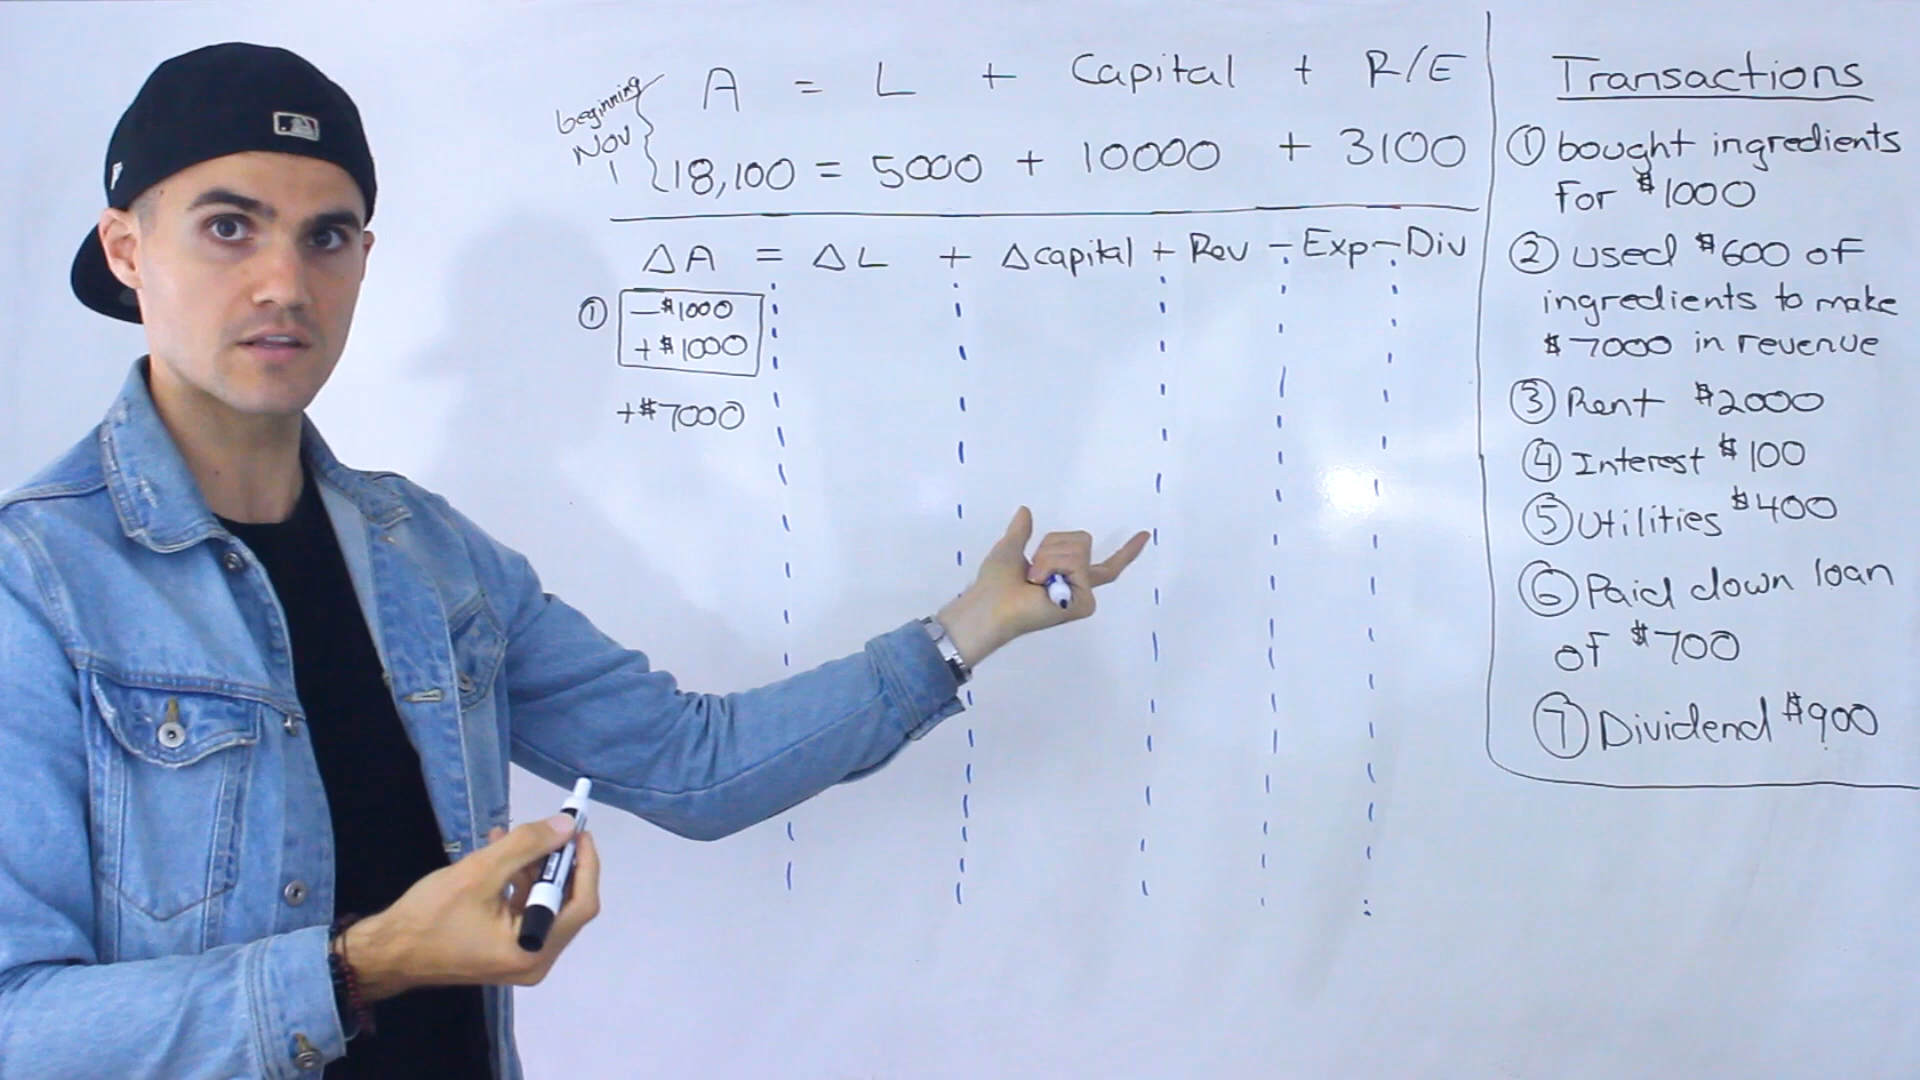 beginning
NOV
1
A = L + Capital + R/E
18,100 = 5000 + 10000 + 3100
ΔA = ΔL + Δcapital + Rev - Exp - Div
① -$1000
+$1000
+$7000
Transactions
① bought ingredients
for $1000
② used $600 of
ingredients to make
$7000 in revenue
③ Rent $2000
④ Interest $100
⑤ Utilities $400
⑥ Paid down loan
of $700
⑦ Dividend $900